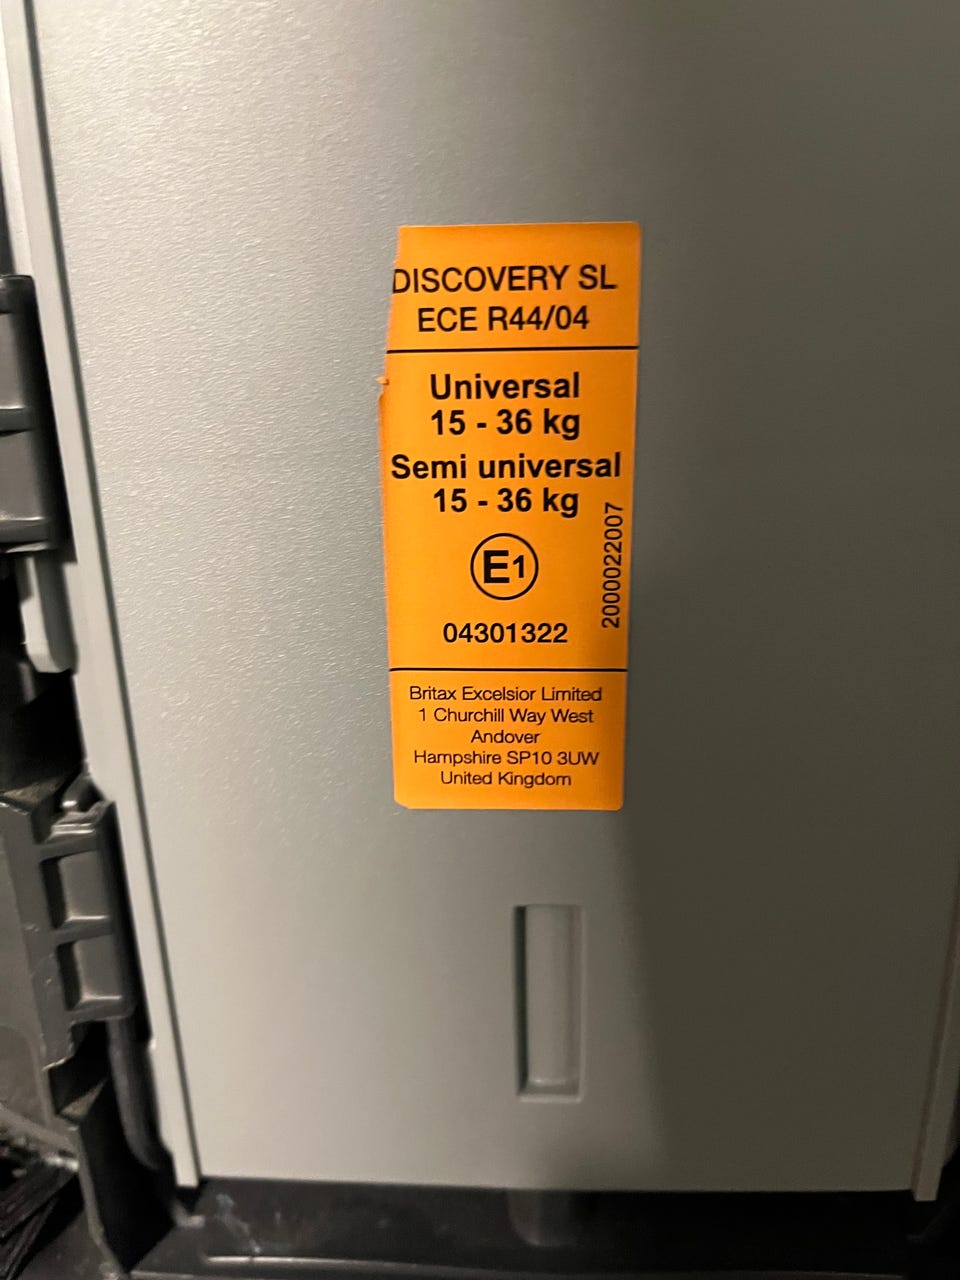 DISCOVERY SL
ECE R44/04
Universal
15 - 36 kg
Semi universal
15 - 36 kg
E1
2000022007
04301322
Britax Excelsior Limited
1 Churchill Way West
Andover
Hampshire SP10 3UW
United Kingdom